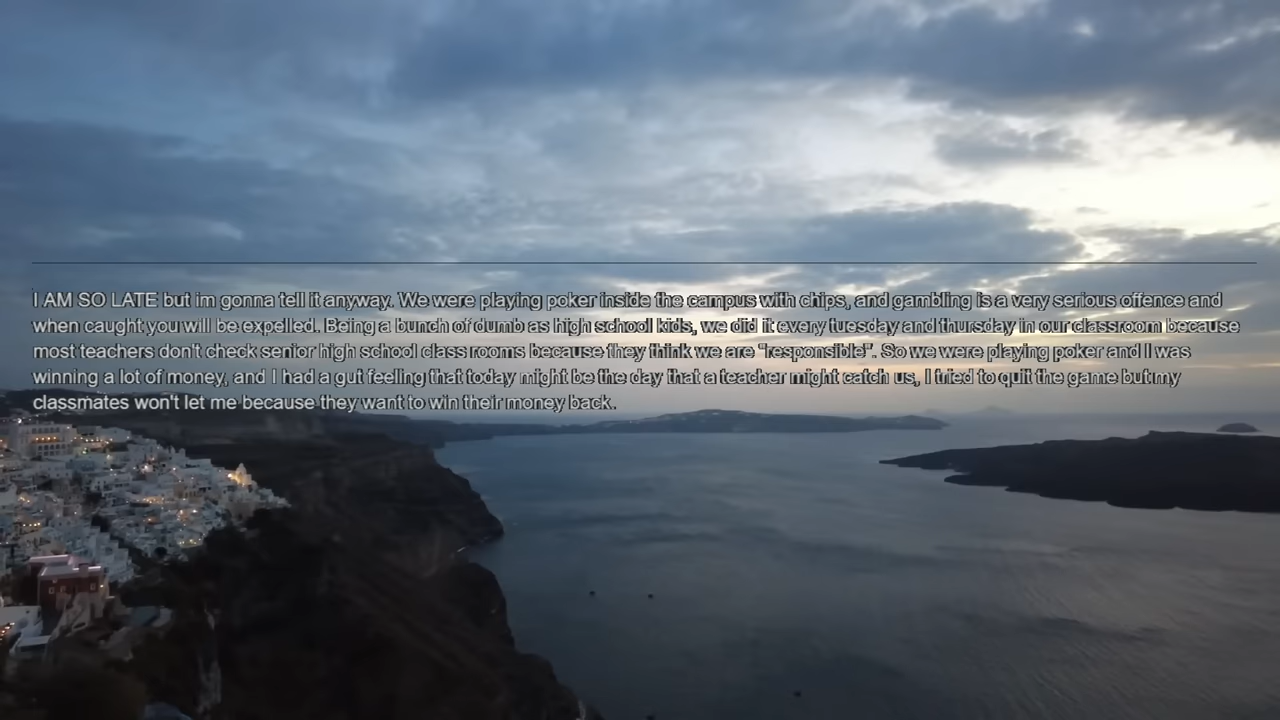 I AM SO LATE but im gonna tell it anyway. We were playing poker inside the campus with chips, and gambling is a very serious offence and
when caught you will be expelled. Being a bunch of dumb as high school kids, we did it every tuesday and thursday in our classroom because
most teachers don't check senior high school class rooms because they think we are "responsible". So we were playing poker and I was
winning a lot of money, and I had a gut feeling that today might be the day that a teacher might catch us, I tried to quit the game but my
classmates won't let me because they want to win their money back.